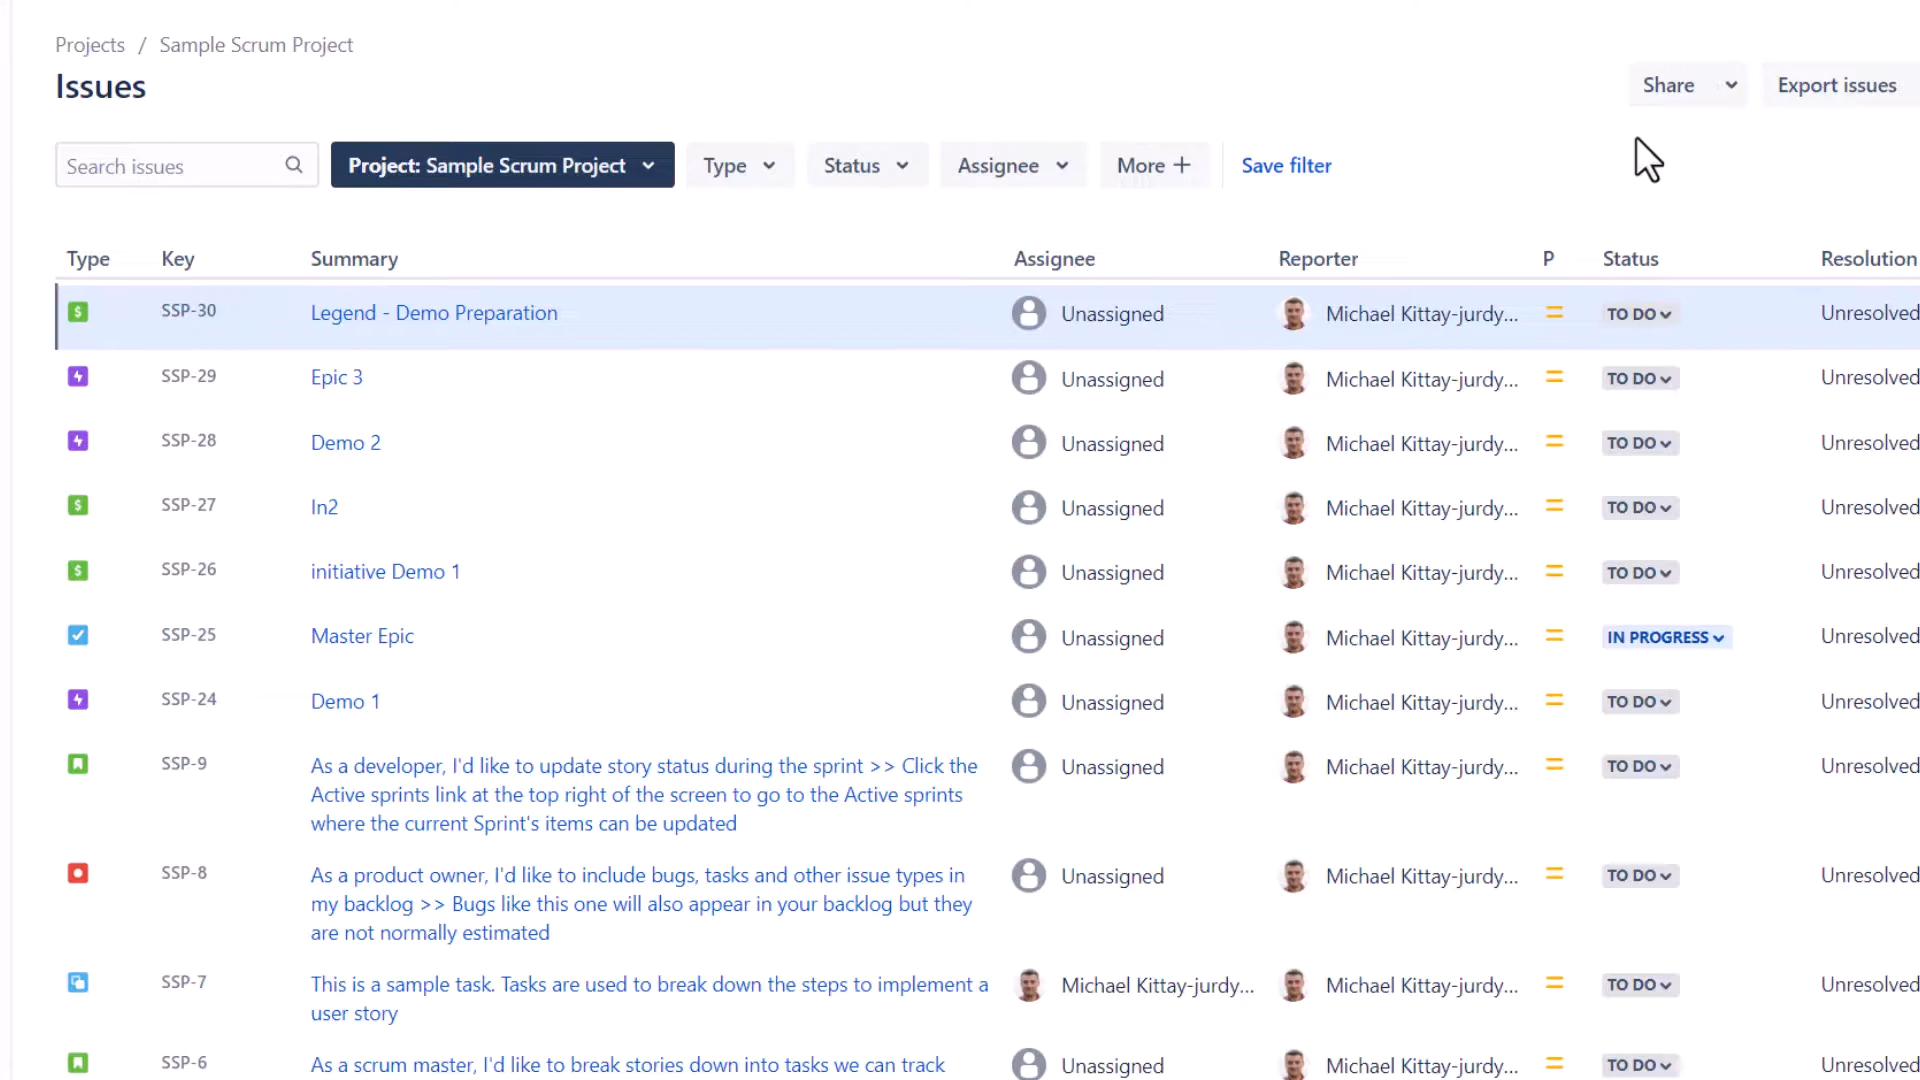 Projects / Sample Scrum Project
Issues
Share
Export issues
Search issues
Project: Sample Scrum Project
Type
Status
Assignee
More
Save filter
Type Key Summary Assignee Reporter P Status Resolution
SSP-30 Legend - Demo Preparation Unassigned Michael Kittay-jurdy... TO DO Unresolved
SSP-29 Epic 3 Unassigned Michael Kittay-jurdy... TO DO Unresolved
SSP-28 Demo 2 Unassigned Michael Kittay-jurdy... TO DO Unresolved
SSP-27 In2 Unassigned Michael Kittay-jurdy... TO DO Unresolved
SSP-26 initiative Demo 1 Unassigned Michael Kittay-jurdy... TO DO Unresolved
SSP-25 Master Epic Unassigned Michael Kittay-jurdy... IN PROGRESS Unresolved
SSP-24 Demo 1 Unassigned Michael Kittay-jurdy... TO DO Unresolved
SSP-9 As a developer, I'd like to update story status during the sprint >> Click the Unassigned Michael Kittay-jurdy... TO DO Unresolved
Active sprints link at the top right of the screen to go to the Active sprints
where the current Sprint's items can be updated
SSP-8 As a product owner, I'd like to include bugs, tasks and other issue types in Unassigned Michael Kittay-jurdy... TO DO Unresolved
my backlog >> Bugs like this one will also appear in your backlog but they
are not normally estimated
SSP-7 This is a sample task. Tasks are used to break down the steps to implement a Michael Kittay-jurdy... Michael Kittay-jurdy... TO DO Unresolved
user story
SSP-6 As a scrum master, I'd like to break stories down into tasks we can track Unassigned Michael Kittay-jurdy... TO DO Unresolved